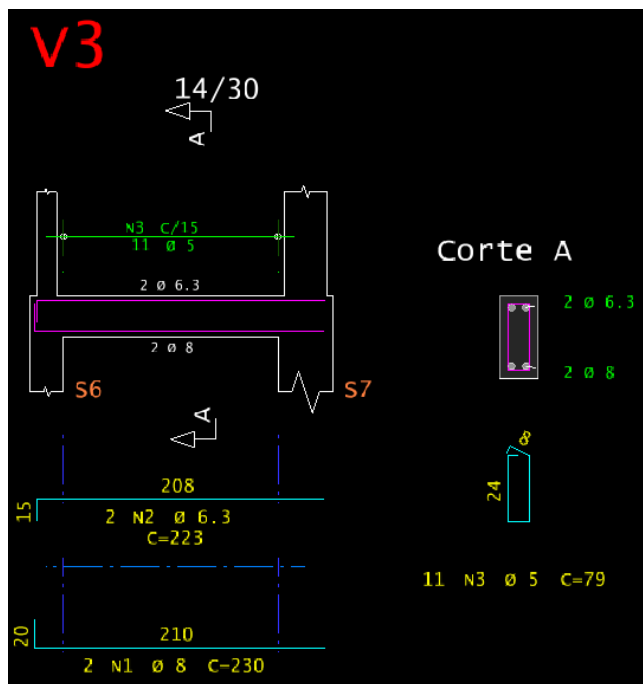 V3
14/30
A
N3 C/15
11 Ø 5
2 Ø 6.3
2 Ø 8
S6
S7
A
Corte A
2 Ø 6.3
2 Ø 8
208
15
2 N2 Ø 6.3
C=223
8
24
11 N3 Ø 5 C=79
210
20
2 N1 Ø 8 C=230